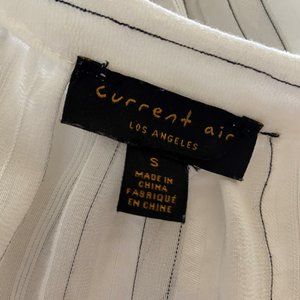 current air
LOS ANGELES
S
MADE IN
CHINA
FABRIQUÉ
EN CHINE